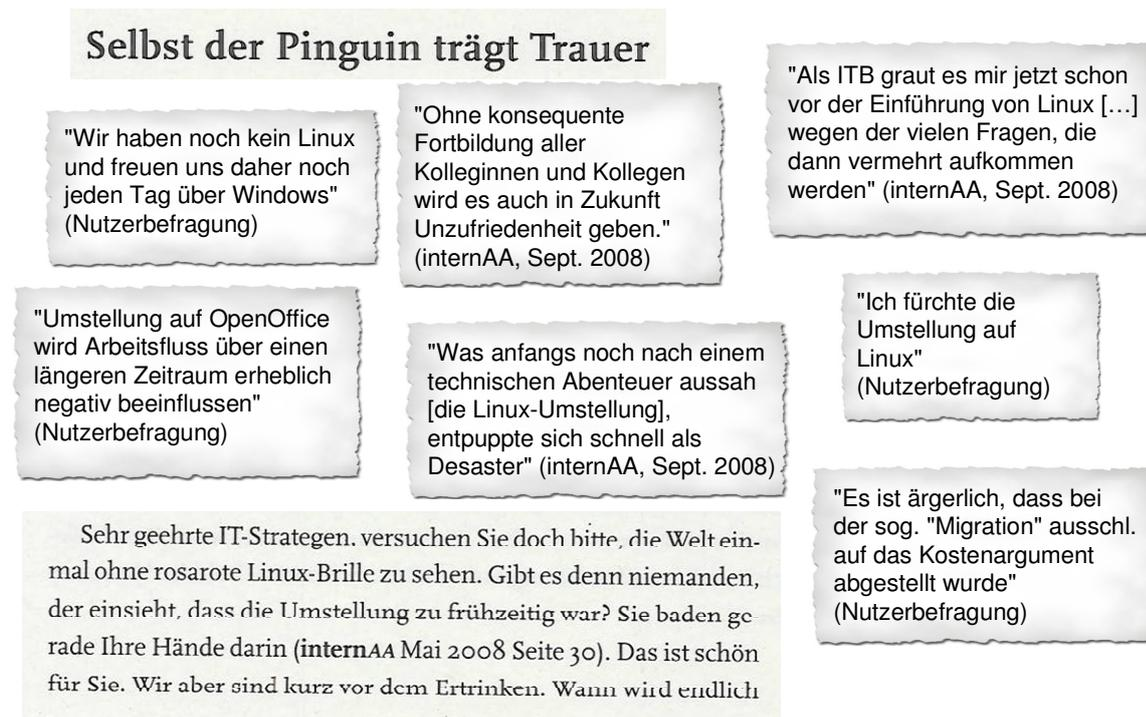 Selbst der Pinguin trägt Trauer
"Wir haben noch kein Linux
und freuen uns daher noch
jeden Tag über Windows"
(Nutzerbefragung)
"Ohne konsequente
Fortbildung aller
Kolleginnen und Kollegen
wird es auch in Zukunft
Unzufriedenheit geben."
(internAA, Sept. 2008)
"Als ITB graut es mir jetzt schon
vor der Einführung von Linux [...]
wegen der vielen Fragen, die
dann vermehrt aufkommen
werden" (internAA, Sept. 2008)
"Umstellung auf OpenOffice
wird Arbeitsfluss über einen
längeren Zeitraum erheblich
negativ beeinflussen"
(Nutzerbefragung)
"Was anfangs noch nach einem
technischen Abenteuer aussah
[die Linux-Umstellung],
entpuppte sich schnell als
Desaster" (internAA, Sept. 2008)
"Ich fürchte die
Umstellung auf
Linux"
(Nutzerbefragung)
"Es ist ärgerlich, dass bei
der sog. "Migration" ausschl.
auf das Kostenargument
abgestellt wurde"
(Nutzerbefragung)
Sehr geehrte IT-Strategen, versuchen Sie doch bitte, die Welt ein-
mal ohne rosarote Linux-Brille zu sehen. Gibt es denn niemanden,
der einsieht, dass die Umstellung zu frühzeitig war? Sie baden ge-
rade Ihre Hände darin (internAA Mai 2008 Seite 30). Das ist schön
für Sie. Wir aber sind kurz vor dem Ertrinken. Wann wird endlich